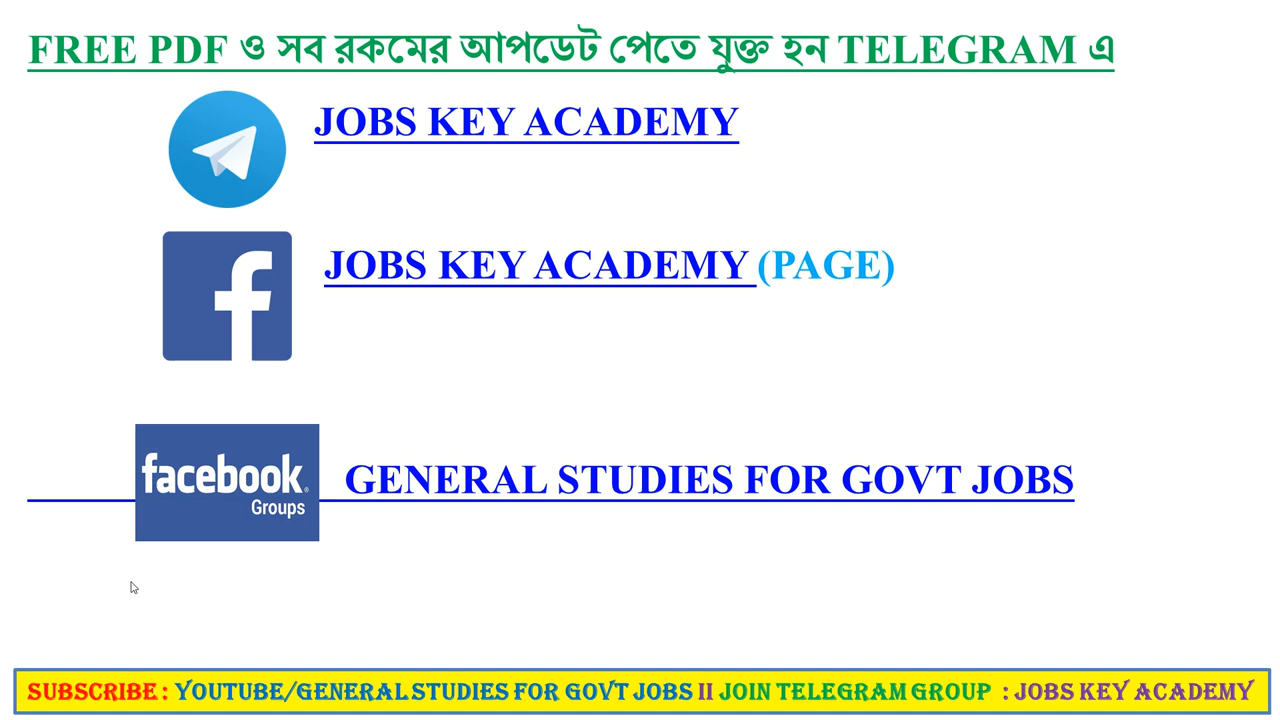 FREE PDF ও সব রকমের আপডেট পেতে যুক্ত হন TELEGRAM এ
JOBS KEY ACADEMY
JOBS KEY ACADEMY (PAGE)
facebook.
Groups
GENERAL STUDIES FOR GOVT JOBS
SUBSCRIBE : YOUTUBE/GENERAL STUDIES FOR GOVT JOBS II JOIN TELEGRAM GROUP : JOBS KEY ACADEMY